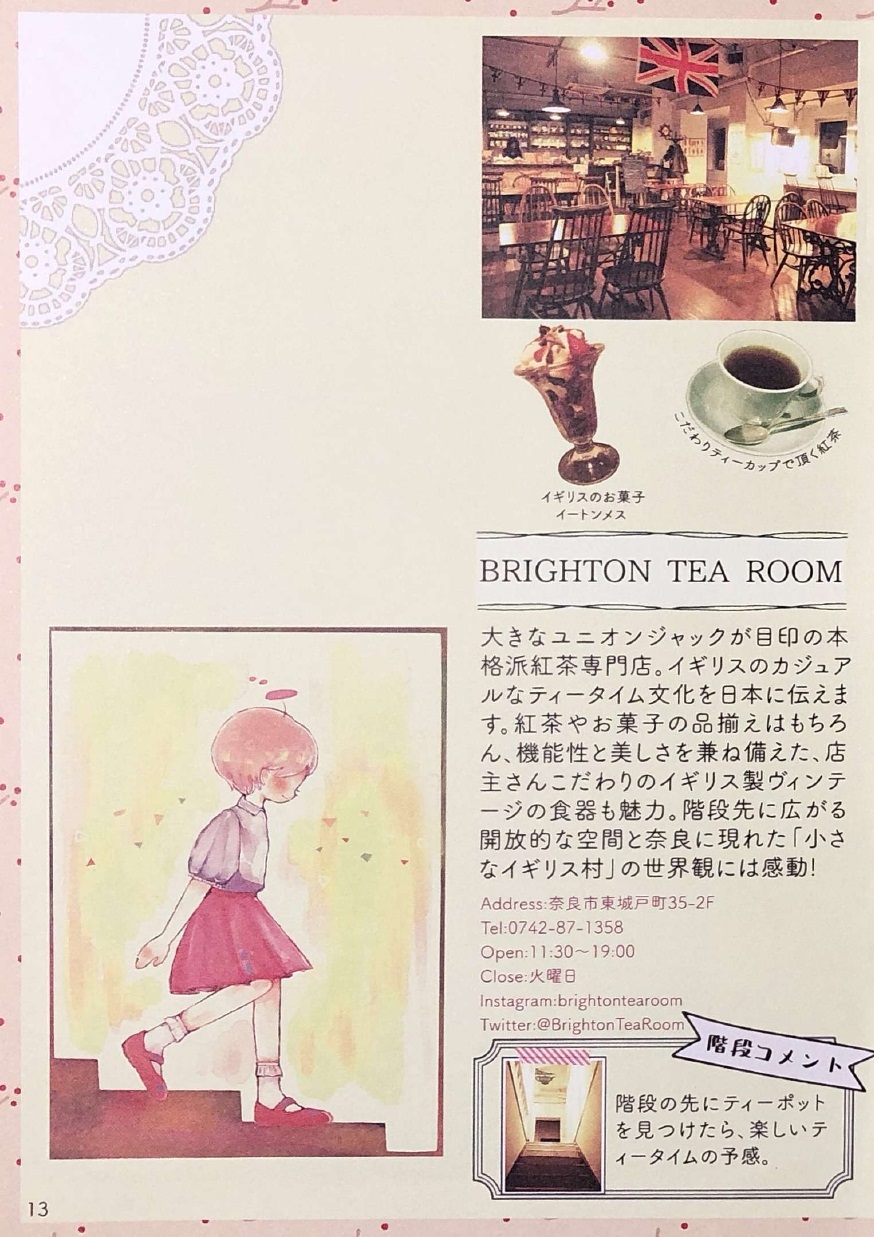 こだわりティーカップで頂く紅茶
イギリスのお菓子
イートンメス
BRIGHTON TEA ROOM
大きなユニオンジャックが目印の本
格派紅茶専門店。イギリスのカジュア
ルなティータイム文化を日本に伝えま
す。紅茶やお菓子の品揃えはもちろ
ん、機能性と美しさを兼ね備えた、店
主さんこだわりのイギリス製ヴィンテ
ージの食器も魅力。階段先に広がる
開放的な空間と奈良に現れた「小さ
なイギリス村」の世界観には感動！
Address:奈良市東城戸町35-2F
Tel:0742-87-1358
Open:11:30〜19:00
Close:火曜日
Instagram:brightontearoom
Twitter:@BrightonTeaRoom
階段コメント
階段の先にティーポット
を見つけたら、楽しいテ
ィータイムの予感。
13